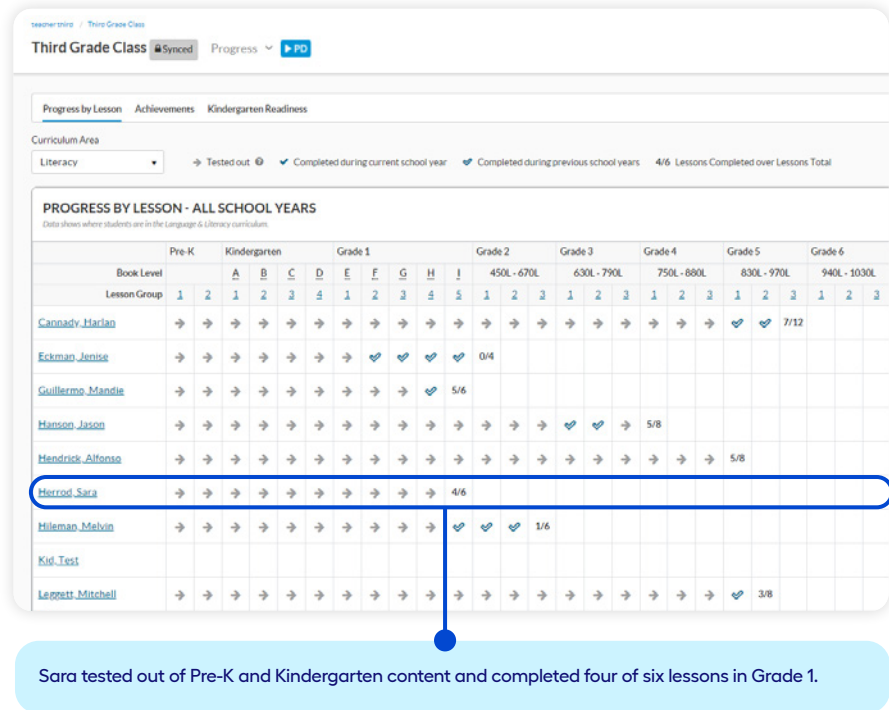 teacher third / Third Grade Class
Third Grade Class Synced Progress PD
Progress by Lesson Achievements Kindergarten Readiness
Curriculum Area
Literacy Tested out Completed during current school year Completed during previous school years 4/6 Lessons Completed over Lessons Total
PROGRESS BY LESSON - ALL SCHOOL YEARS
Data shows where students are in the Language & Literacy curriculum.
Pre-K Kindergarten Grade 1 Grade 2 Grade 3 Grade 4 Grade 5 Grade 6
Book Level A B C D E F G H I 450L - 670L 630L - 790L 750L - 880L 830L - 970L 940L - 1030L
Lesson Group 1 2 1 2 3 4 1 2 3 4 5 1 2 3 1 2 3 1 2 3 1 2 3 1 2 3
Cannady, Harlan 7/12
Eckman, Jenise 0/4
Guillermo, Mandie 5/6
Hanson, Jason 5/8
Hendrick, Alfonso 5/8
Herrod, Sara 4/6
Hileman, Melvin 1/6
Kid, Test
Leggett, Mitchell 3/8
Sara tested out of Pre-K and Kindergarten content and completed four of six lessons in Grade 1.